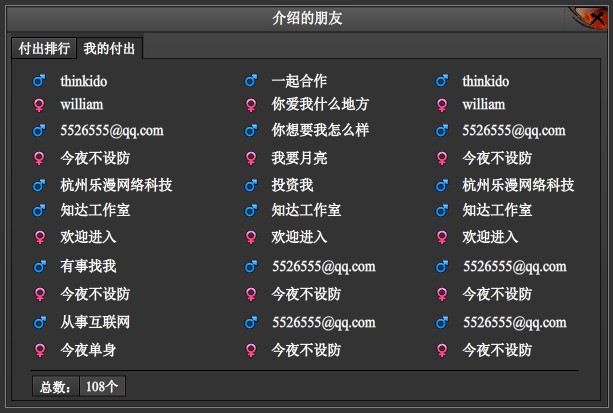 介绍的朋友
付出排行 我的付出
thinkido 一起合作 thinkido
william 你爱我什么地方 william
5526555@qq.com 你想要我怎么样 5526555@qq.com
今夜不设防 我要月亮 今夜不设防
杭州乐漫网络科技 投资我 杭州乐漫网络科技
知达工作室 知达工作室 知达工作室
欢迎进入 欢迎进入 欢迎进入
有事找我 5526555@qq.com 5526555@qq.com
今夜不设防 今夜不设防 今夜不设防
从事互联网 5526555@qq.com 5526555@qq.com
今夜单身 今夜不设防 今夜不设防
总数： 108个